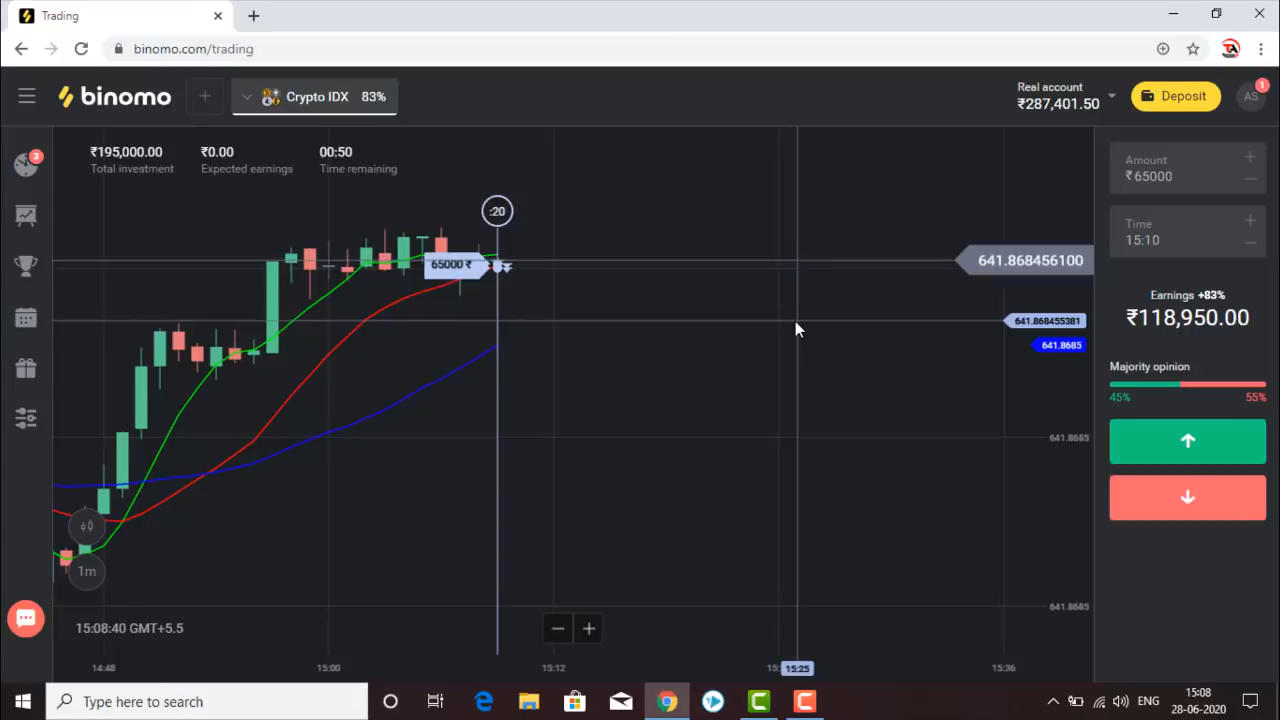 Trading
binomo.com/trading
binomo
Crypto IDX 83%
Real account
₹287,401.50
Deposit
AS
1
3
₹195,000.00
Total investment
₹0.00
Expected earnings
00:50
Time remaining
:20
65000 ₹
641.868456100
641.868455381
641.8685
641.8685
641.8685
Amount
₹65000
Time
15:10
Earnings +83%
₹118,950.00
Majority opinion
45% 55%
1m
15:08:40 GMT+5.5
14:48 15:00 15:12 15:25 15:36
Type here to search
ENG
15:08
28-06-2020